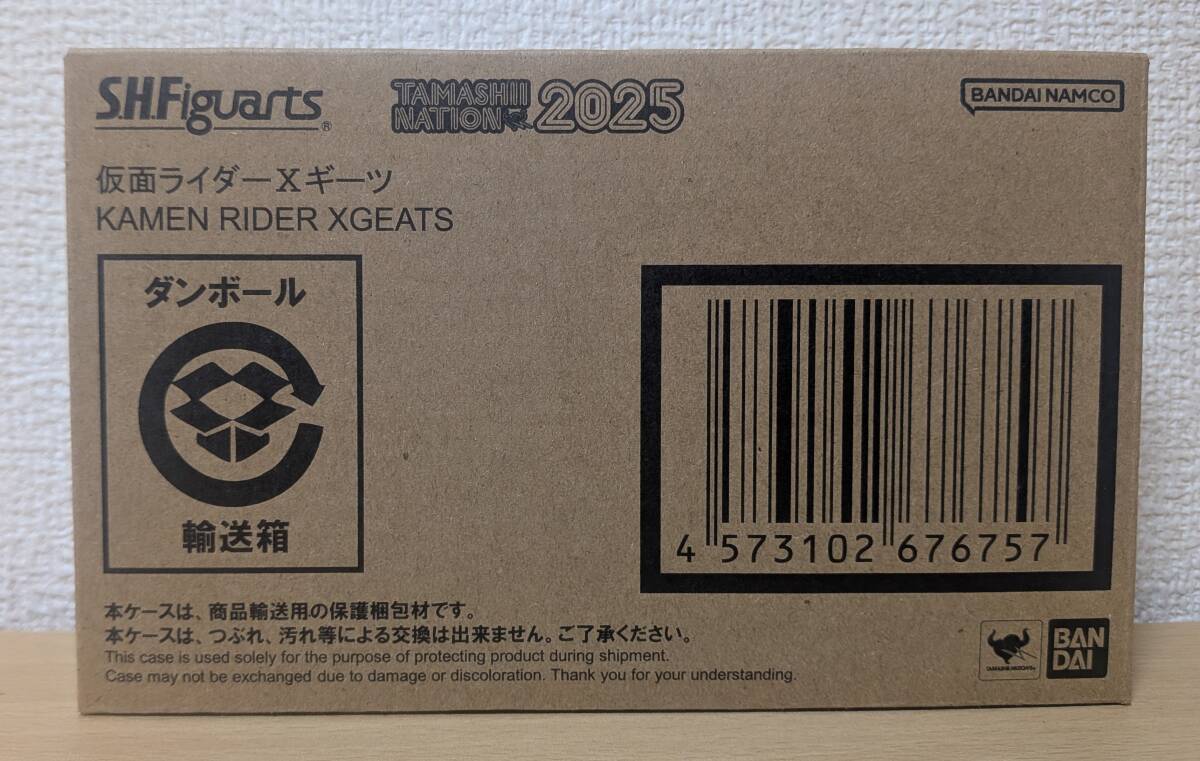 S.H.Figuarts®
TAMASHII
NATION 2025
BANDAI NAMCO
仮面ライダーXギーツ
KAMEN RIDER XGEATS
ダンボール
輸送箱
4 573102 676757
本ケースは、商品輸送用の保護梱包材です。
本ケースは、つぶれ、汚れ等による交換は出来ません。ご了承ください。
This case is used solely for the purpose of protecting product during shipment.
Case may not be exchanged due to damage or discoloration. Thank you for your understanding.
TAMASHII NATIONS
BAN
DAI